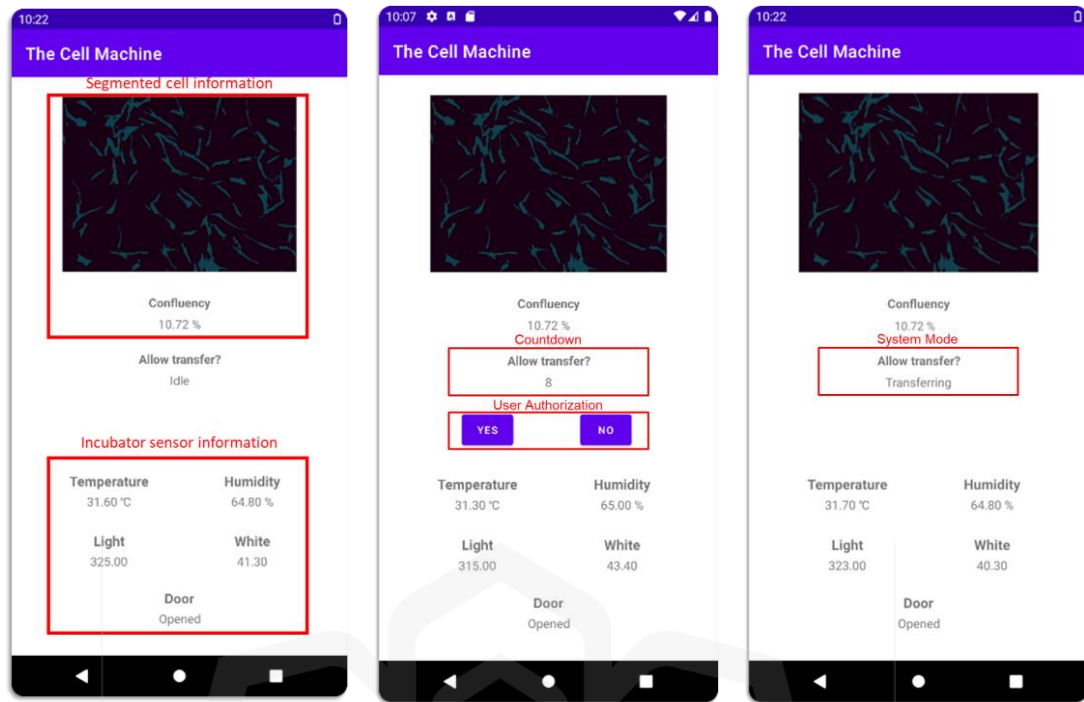 10:22
The Cell Machine
Segmented cell information
Confluency
10.72 %
Allow transfer?
Idle
Incubator sensor information
Temperature Humidity
31.60 °C 64.80 %
Light White
325.00 41.30
Door
Opened
10:07
The Cell Machine
Confluency
10.72 %
Countdown
Allow transfer?
8
User Authorization
YES NO
Temperature Humidity
31.30 °C 65.00 %
Light White
315.00 43.40
Door
Opened
10:22
The Cell Machine
Confluency
10.72 %
System Mode
Allow transfer?
Transferring
Temperature Humidity
31.70 °C 64.80 %
Light White
323.00 40.30
Door
Opened